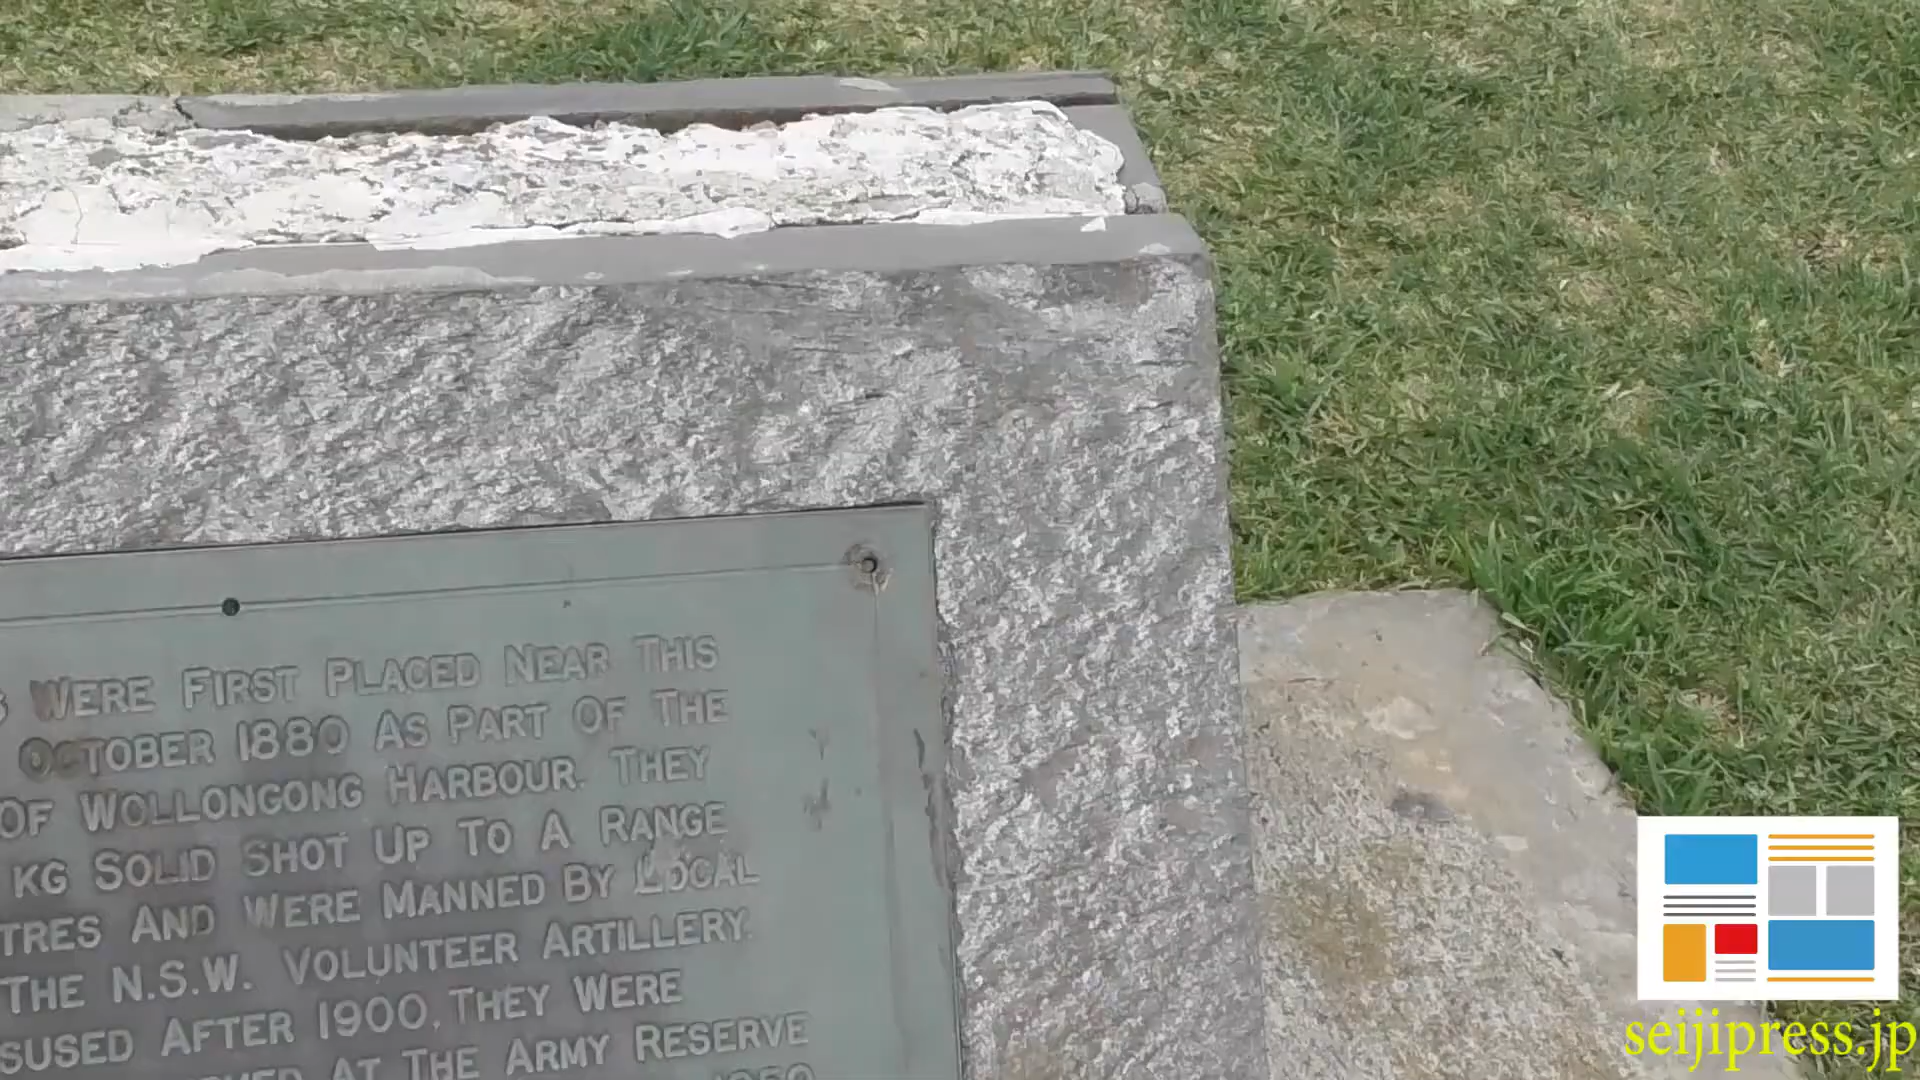 WERE FIRST PLACED NEAR THIS
OCTOBER 1880 AS PART OF THE
OF WOLLONGONG HARBOUR. THEY
KG SOLID SHOT UP TO A RANGE
TRES AND WERE MANNED BY LOCAL
THE N.S.W. VOLUNTEER ARTILLERY.
SUSED AFTER 1900, THEY WERE
AT THE ARMY RESERVE
seijipress.jp